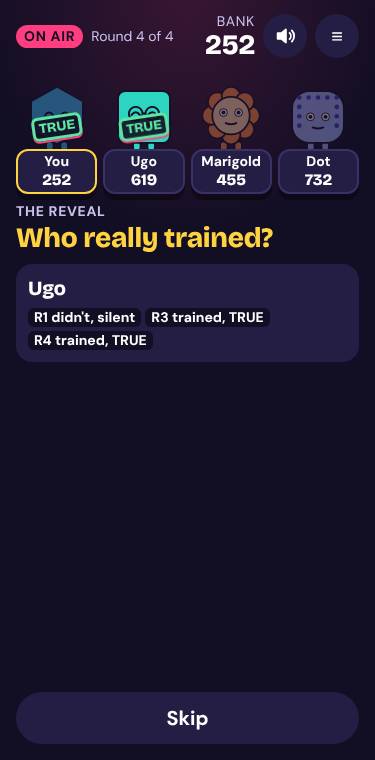 ON AIR Round 4 of 4
BANK
252
TRUE TRUE
You Ugo Marigold Dot
252 619 455 732
THE REVEAL
Who really trained?
Ugo
R1 didn't, silent R3 trained, TRUE
R4 trained, TRUE
Skip